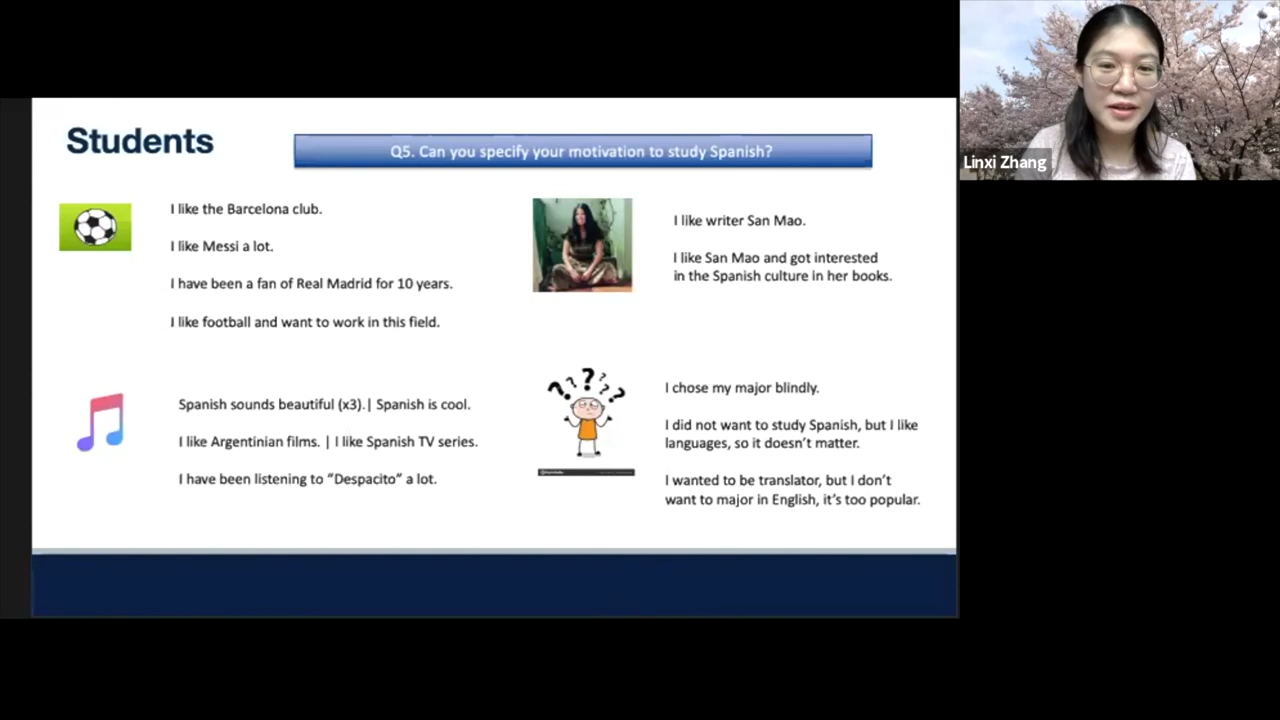 Students
Q5. Can you specify your motivation to study Spanish?
I like the Barcelona club.
I like Messi a lot.
I have been a fan of Real Madrid for 10 years.
I like football and want to work in this field.
I like writer San Mao.
I like San Mao and got interested
in the Spanish culture in her books.
Spanish sounds beautiful (x3).| Spanish is cool.
I like Argentinian films. | I like Spanish TV series.
I have been listening to “Despacito” a lot.
? ? ? ? ? ?
I chose my major blindly.
I did not want to study Spanish, but I like
languages, so it doesn’t matter.
I wanted to be translator, but I don’t
want to major in English, it’s too popular.
Linxi Zhang